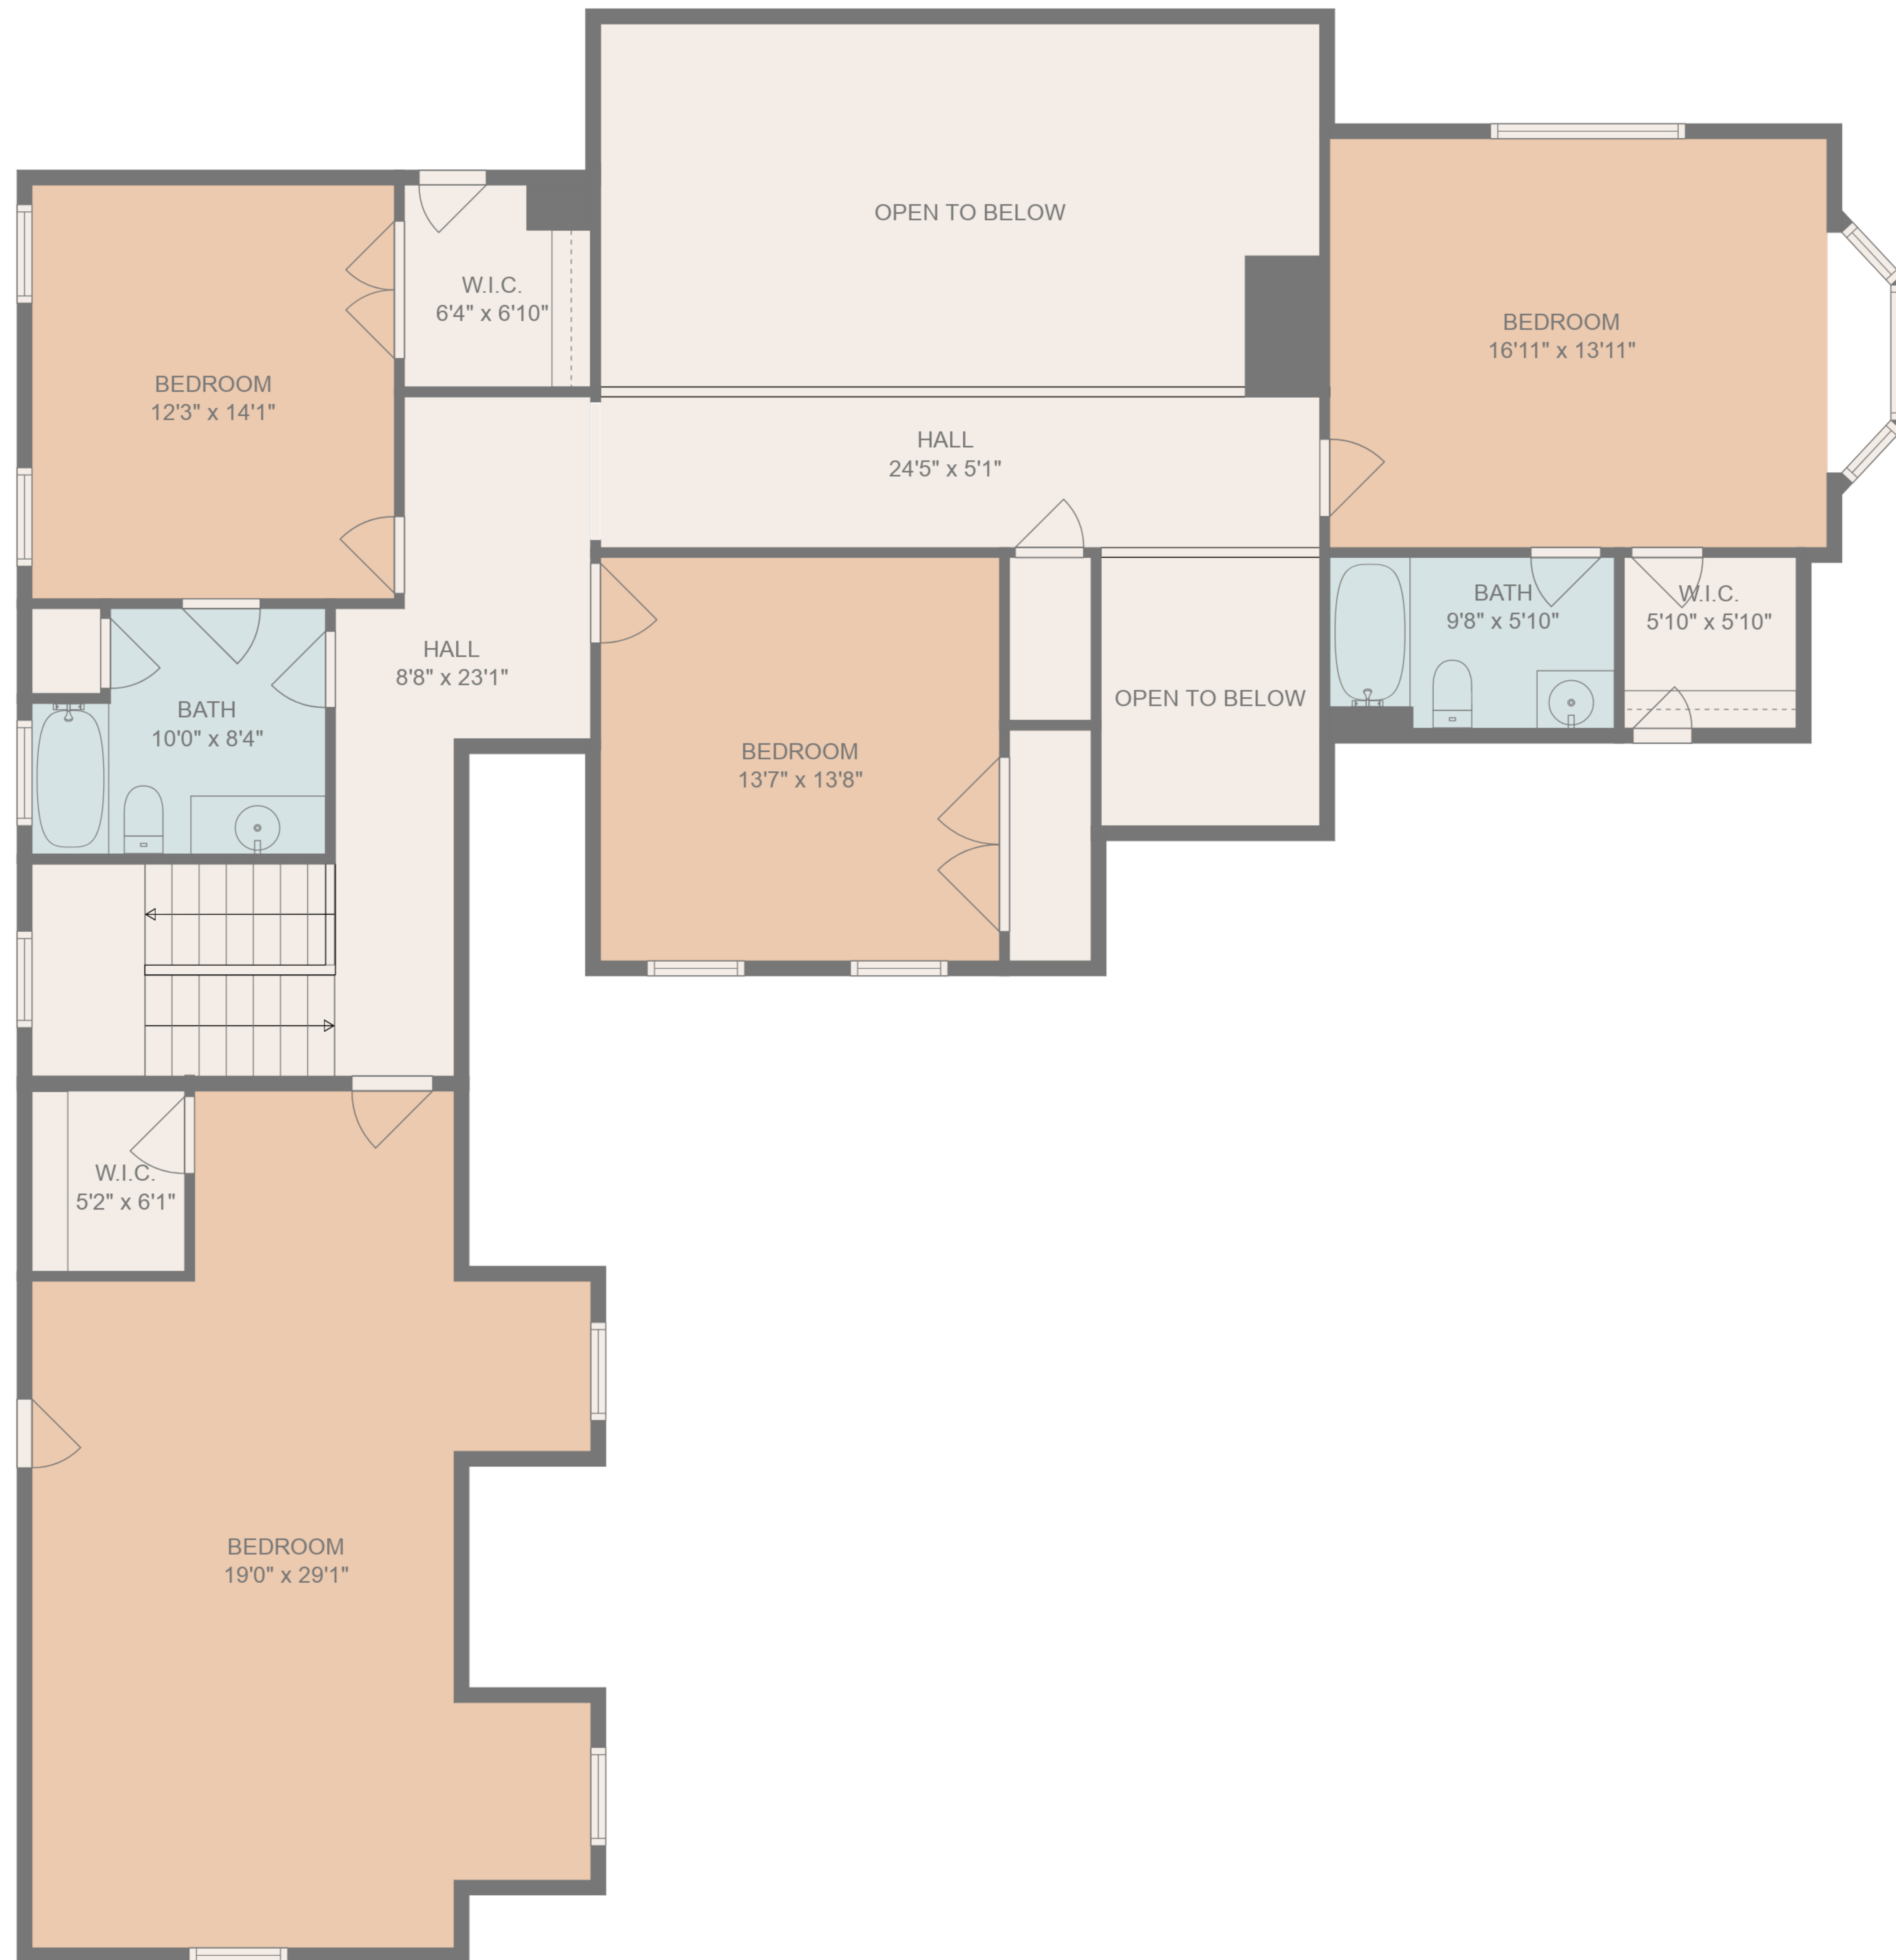 OPEN TO BELOW
W.I.C.
6'4" x 6'10"
BEDROOM
16'11" x 13'11"
BEDROOM
12'3" x 14'1"
HALL
24'5" x 5'1"
BATH
9'8" x 5'10"
W.I.C.
5'10" x 5'10"
HALL
8'8" x 23'1"
OPEN TO BELOW
BATH
10'0" x 8'4"
BEDROOM
13'7" x 13'8"
W.I.C.
5'2" x 6'1"
BEDROOM
19'0" x 29'1"